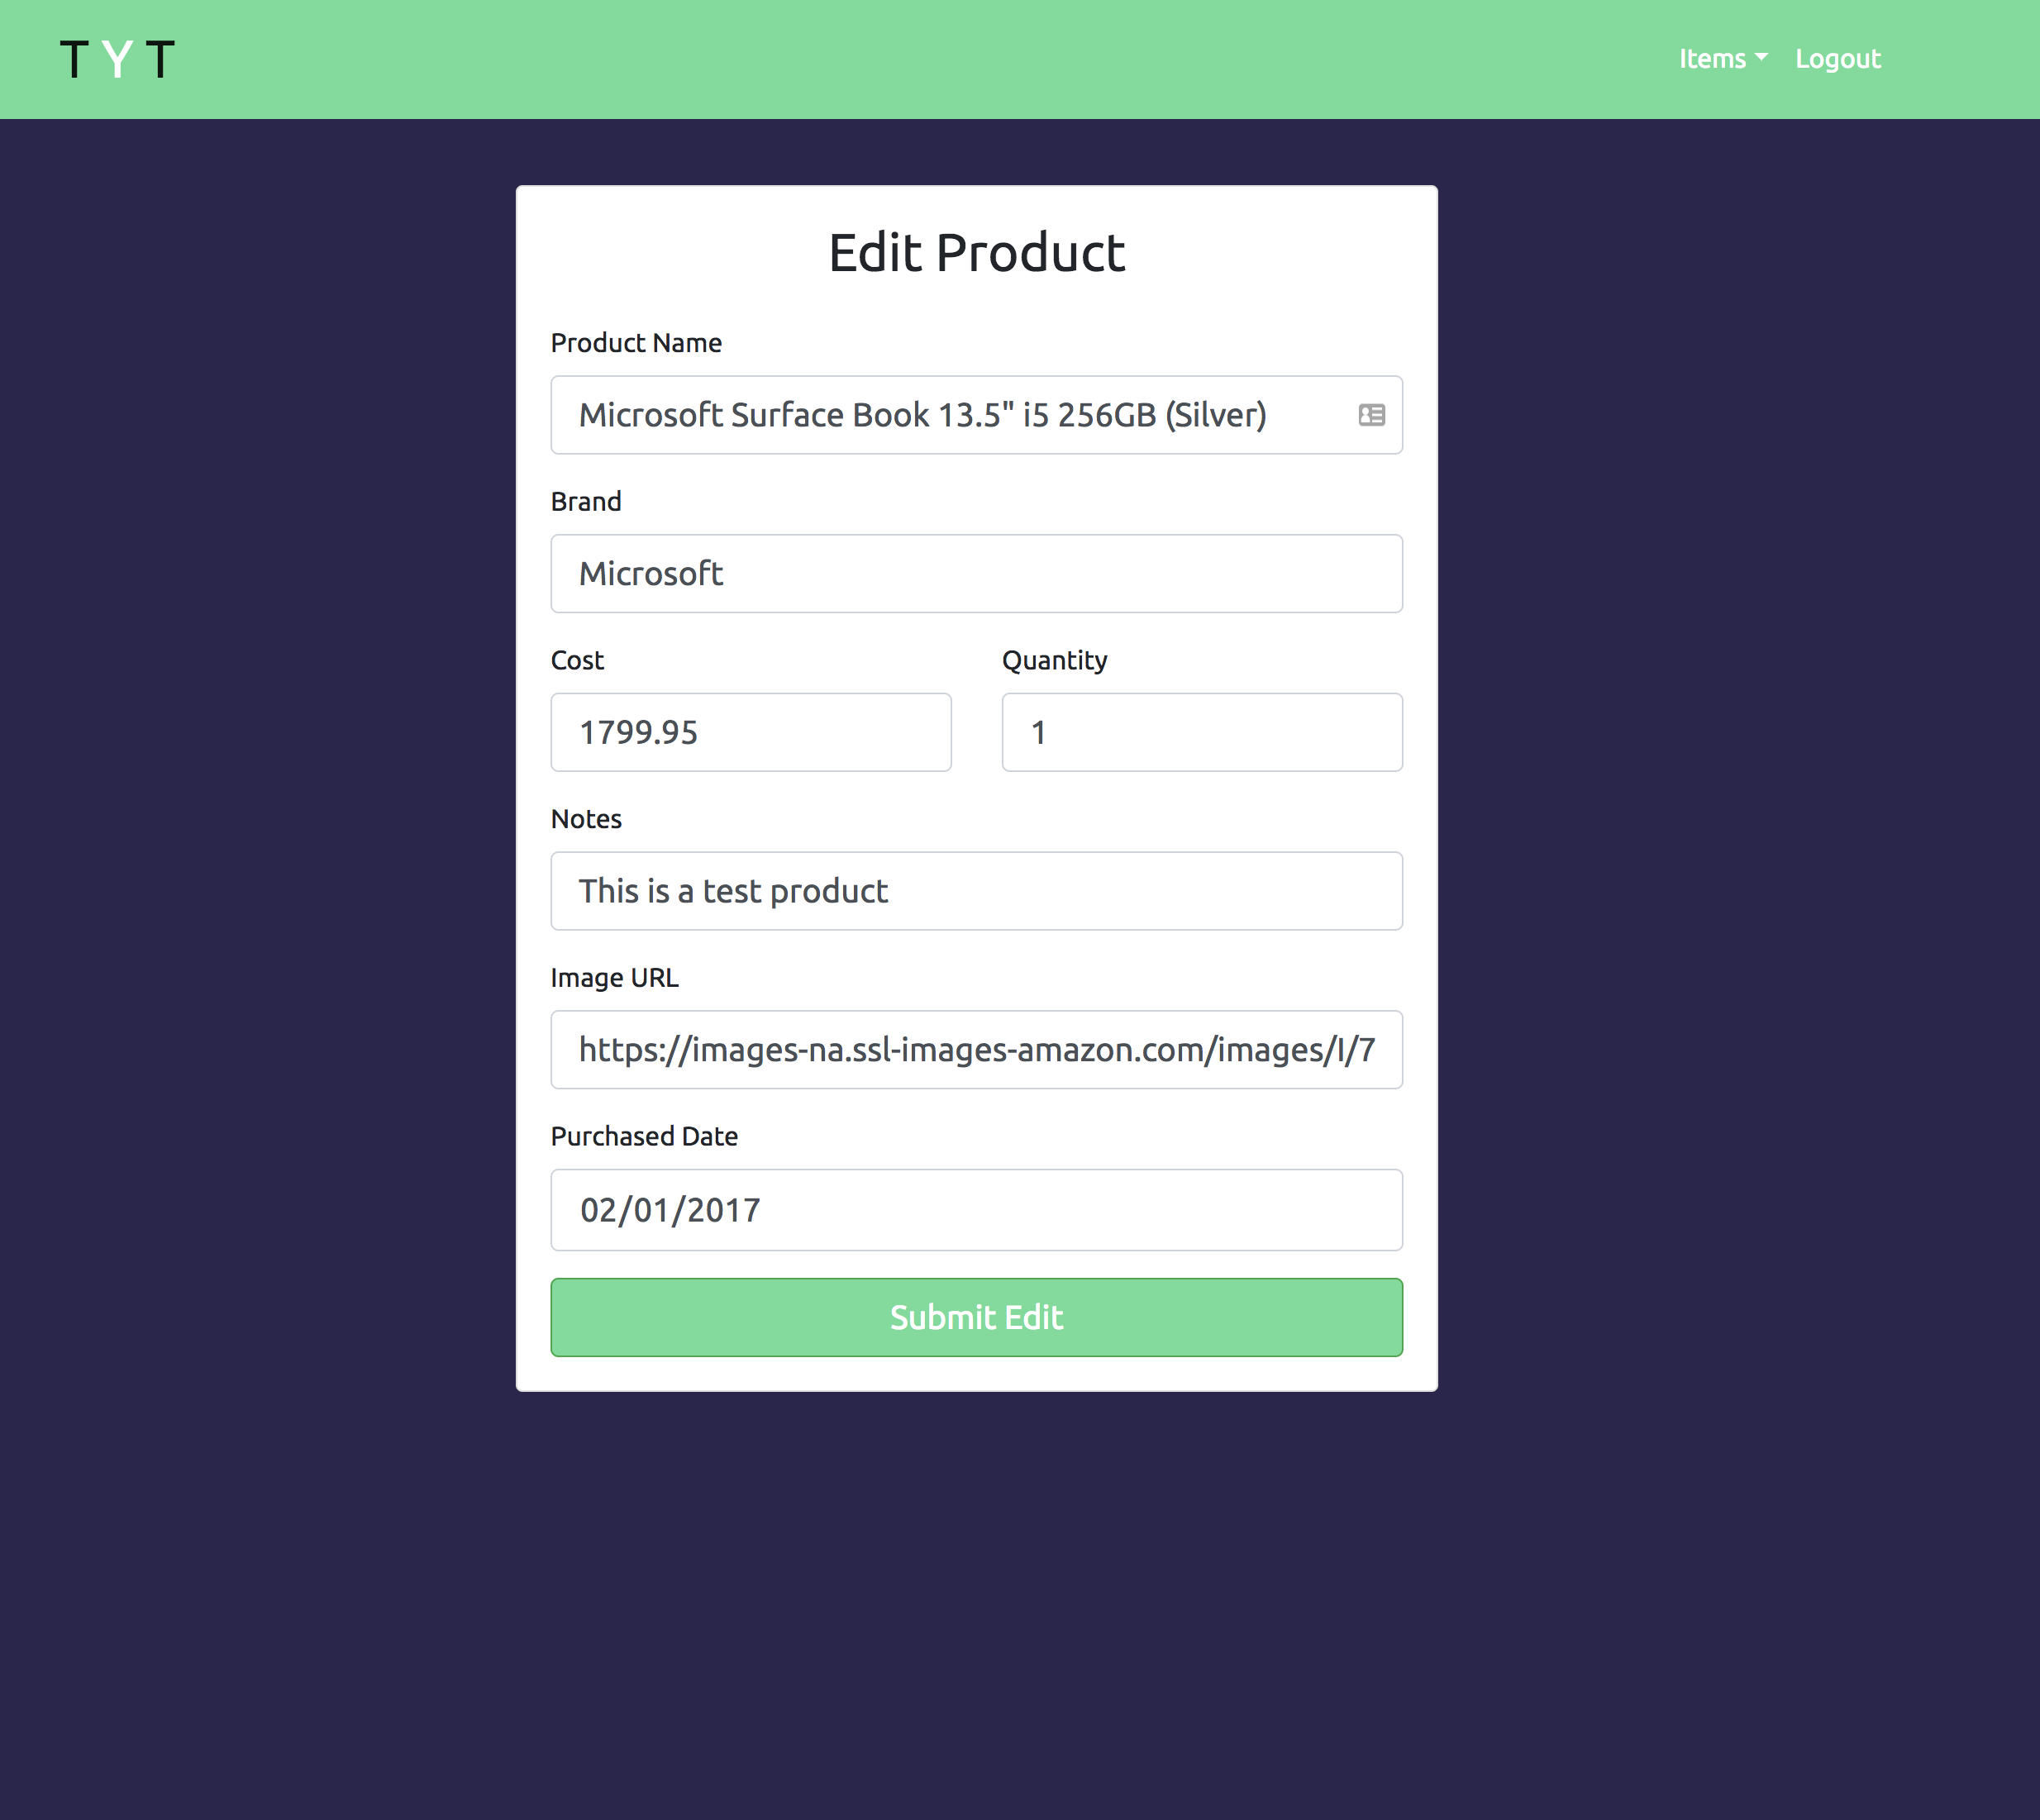 T Y T
Items Logout
Edit Product
Product Name
Microsoft Surface Book 13.5" i5 256GB (Silver)
Brand
Microsoft
Cost Quantity
1799.95 1
Notes
This is a test product
Image URL
https://images-na.ssl-images-amazon.com/images/I/7
Purchased Date
02/01/2017
Submit Edit